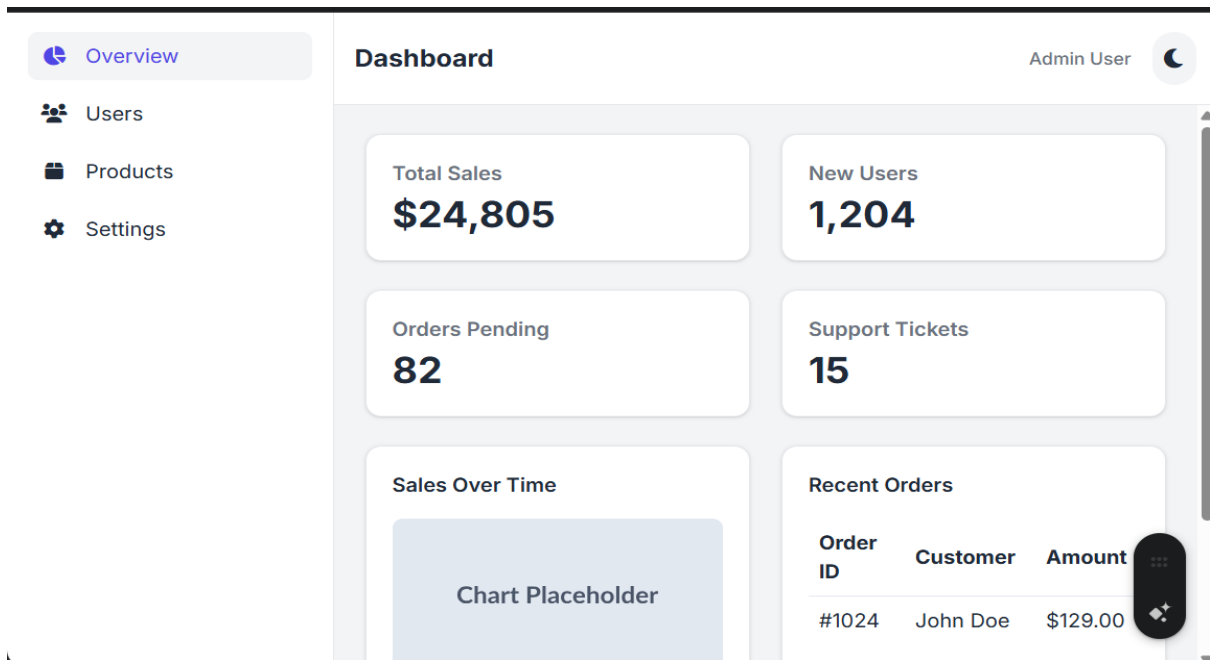 Overview
Users
Products
Settings
Dashboard
Admin User
Total Sales
$24,805
New Users
1,204
Orders Pending
82
Support Tickets
15
Sales Over Time
Chart Placeholder
Recent Orders
Order
ID
Customer
Amount
#1024
John Doe
$129.00